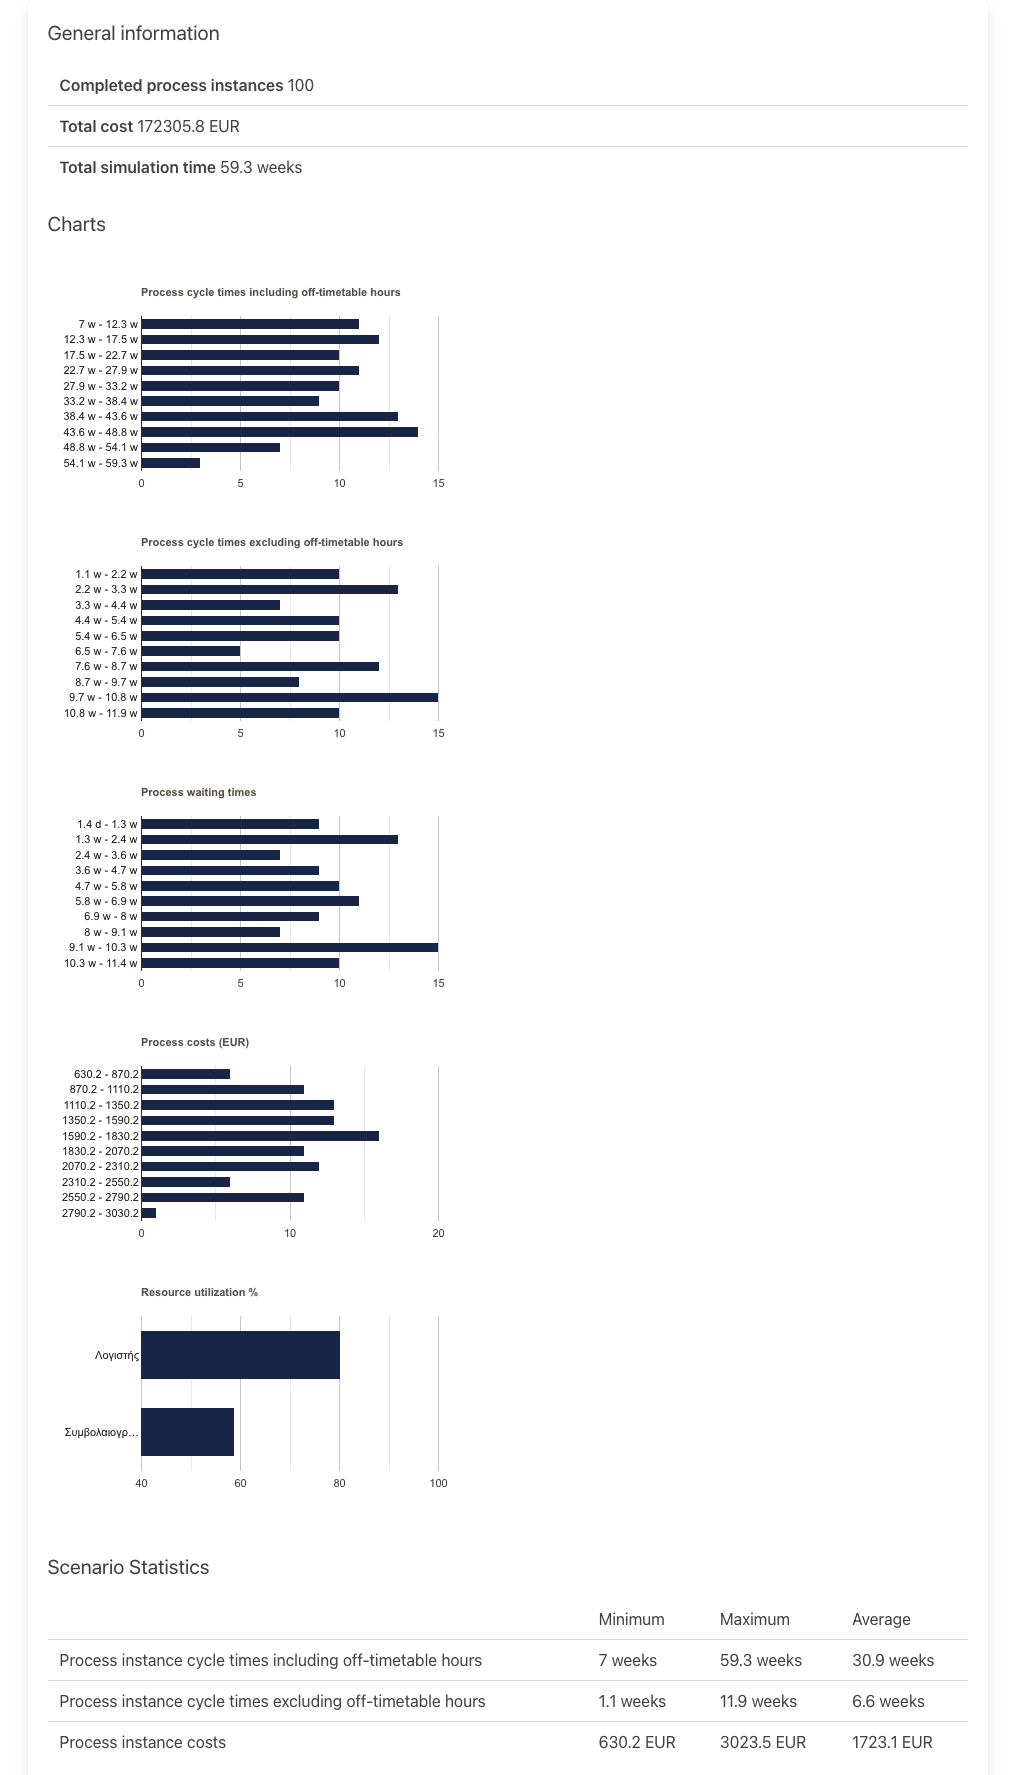 General information
Completed process instances 100
Total cost 172305.8 EUR
Total simulation time 59.3 weeks
Charts
Process cycle times including off-timetable hours
7 w - 12.3 w
12.3 w - 17.5 w
17.5 w - 22.7 w
22.7 w - 27.9 w
27.9 w - 33.2 w
33.2 w - 38.4 w
38.4 w - 43.6 w
43.6 w - 48.8 w
48.8 w - 54.1 w
54.1 w - 59.3 w
0 5 10 15
Process cycle times excluding off-timetable hours
1.1 w - 2.2 w
2.2 w - 3.3 w
3.3 w - 4.4 w
4.4 w - 5.4 w
5.4 w - 6.5 w
6.5 w - 7.6 w
7.6 w - 8.7 w
8.7 w - 9.7 w
9.7 w - 10.8 w
10.8 w - 11.9 w
0 5 10 15
Process waiting times
1.4 d - 1.3 w
1.3 w - 2.4 w
2.4 w - 3.6 w
3.6 w - 4.7 w
4.7 w - 5.8 w
5.8 w - 6.9 w
6.9 w - 8 w
8 w - 9.1 w
9.1 w - 10.3 w
10.3 w - 11.4 w
0 5 10 15
Process costs (EUR)
630.2 - 870.2
870.2 - 1110.2
1110.2 - 1350.2
1350.2 - 1590.2
1590.2 - 1830.2
1830.2 - 2070.2
2070.2 - 2310.2
2310.2 - 2550.2
2550.2 - 2790.2
2790.2 - 3030.2
0 10 20
Resource utilization %
Λογιστής
Συμβολαιογρ...
40 60 80 100
Scenario Statistics
Minimum Maximum Average
Process instance cycle times including off-timetable hours 7 weeks 59.3 weeks 30.9 weeks
Process instance cycle times excluding off-timetable hours 1.1 weeks 11.9 weeks 6.6 weeks
Process instance costs 630.2 EUR 3023.5 EUR 1723.1 EUR